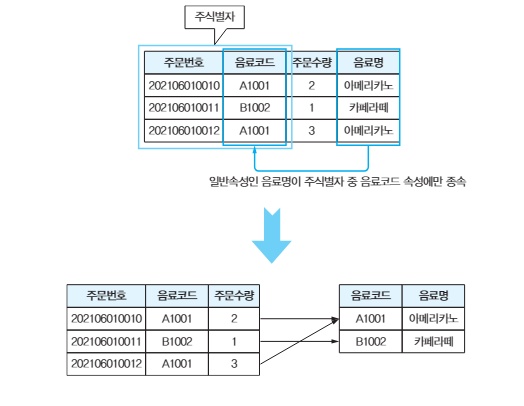 주식별자
주문번호 음료코드 주문수량 음료명
202106010010 A1001 2 아메리카노
202106010011 B1002 1 카페라떼
202106010012 A1001 3 아메리카노
일반속성인 음료명이 주식별자 중 음료코드 속성에만 종속
주문번호 음료코드 주문수량
202106010010 A1001 2
202106010011 B1002 1
202106010012 A1001 3
음료코드 음료명
A1001 아메리카노
B1002 카페라떼